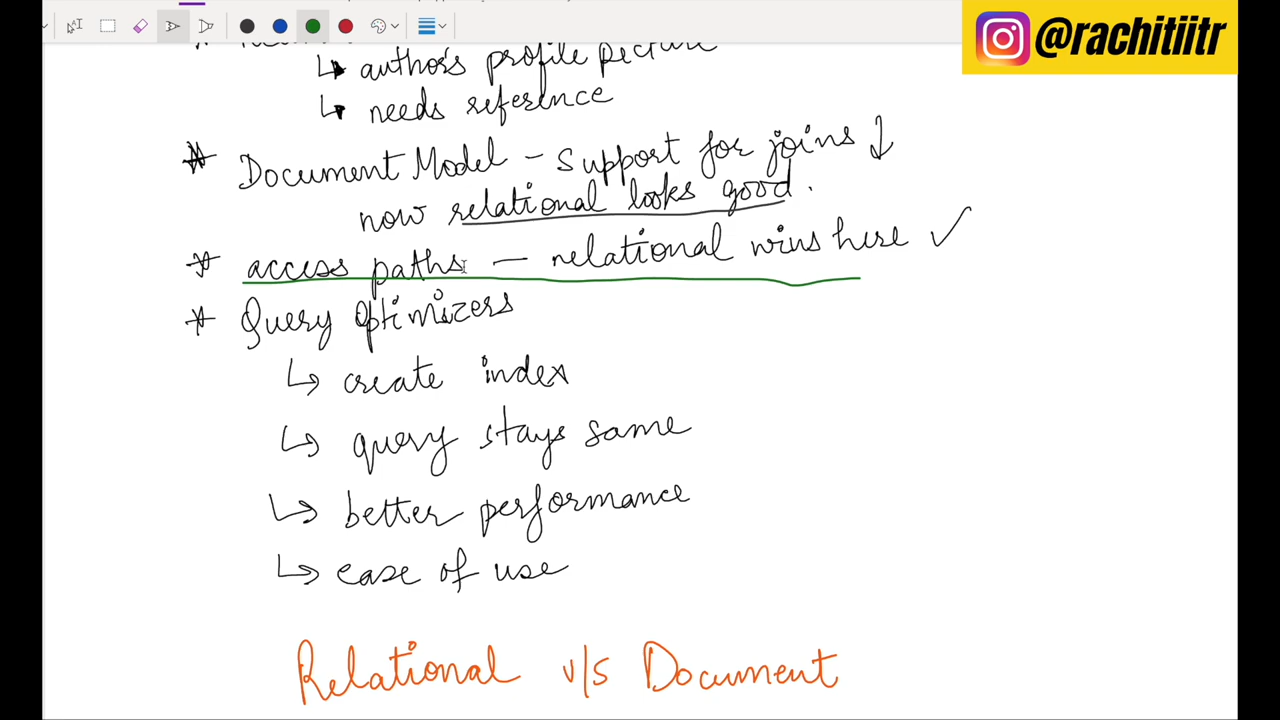 @rachitiitr
↳ author's profile picture
↳ needs reference
* Document Model - support for joins ↓
now relational looks good.
* access paths — relational wins here ✓
* Query Optimizers
↳ create index
↳ query stays same
↳ better performance
↳ ease of use
Relational v/s Document